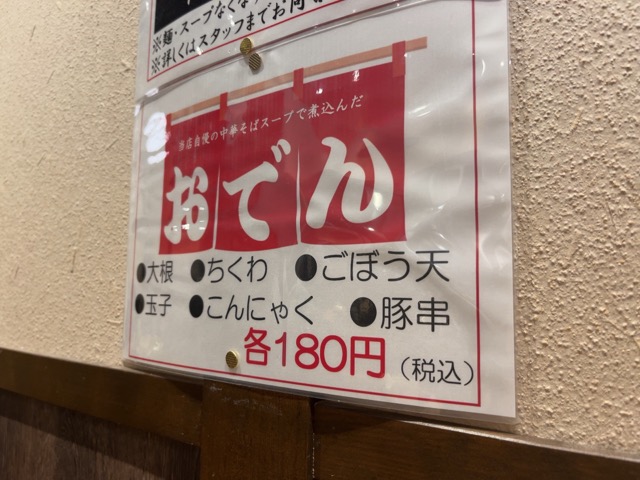 ※麺・スープなくな
※詳しくはスタッフまでお問
当店自慢の中華そばスープで煮込んだ
おでん
●大根 ●ちくわ ●ごぼう天
●玉子 ●こんにゃく ●豚串
各180円(税込)